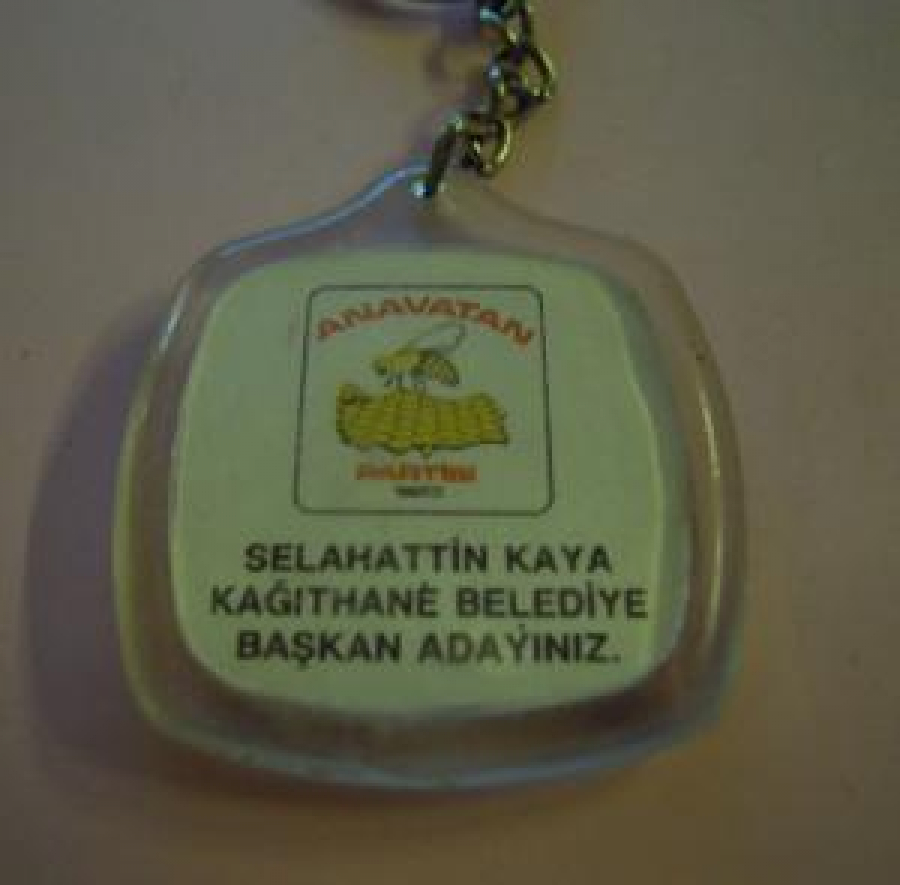 ANAVATAN
PARTİSİ
SELAHATTİN KAYA
KAĞITHANE BELEDİYE
BAŞKAN ADAYINIZ.